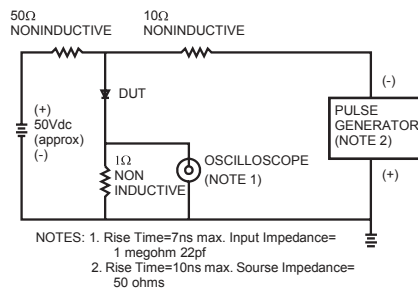 50Ω
NONINDUCTIVE
10Ω
NONINDUCTIVE
DUT
(+)
50Vdc
(approx)
(-)
1Ω
NON
INDUCTIVE
OSCILLOSCOPE
(NOTE 1)
(-)
PULSE
GENERATOR
(NOTE 2)
(+)
NOTES: 1. Rise Time=7ns max. Input Impedance=
1 megohm 22pf
2. Rise Time=10ns max. Sourse Impedance=
50 ohms